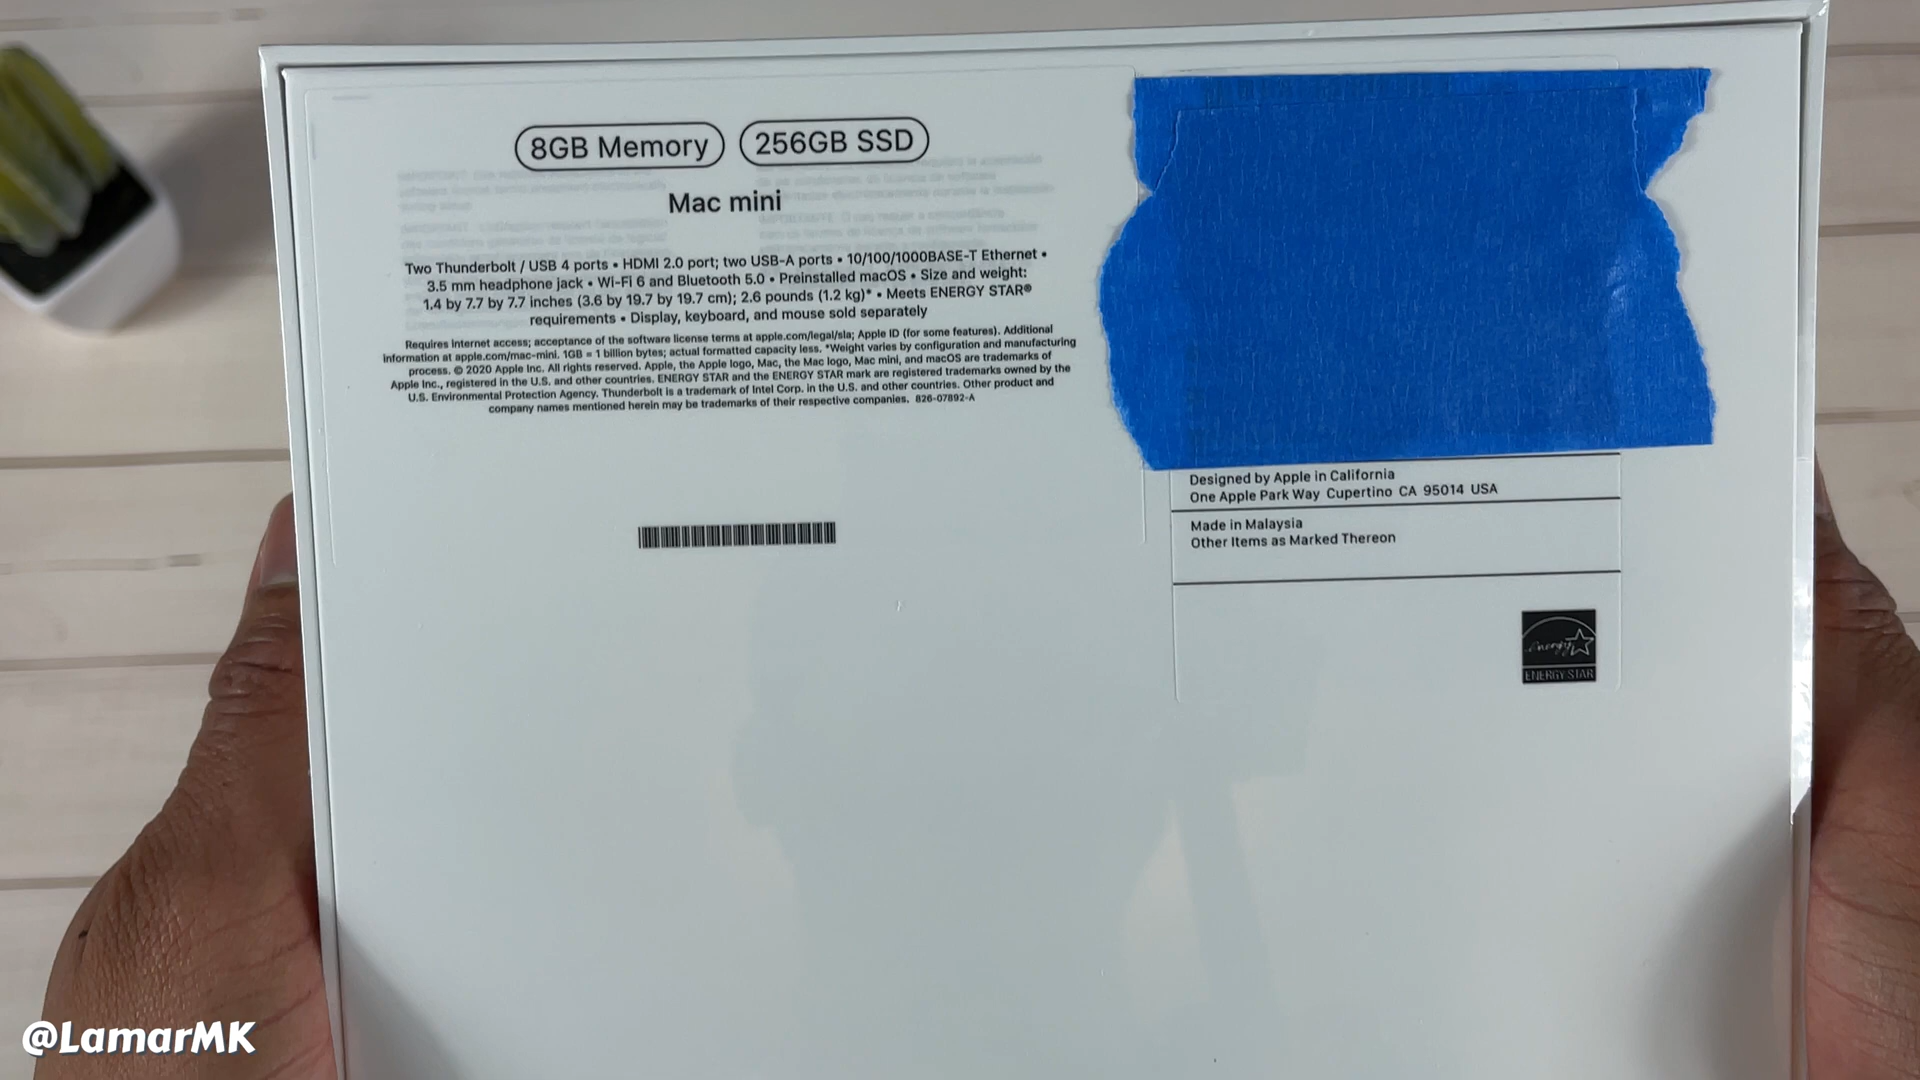 8GB Memory 256GB SSD
Mac mini
Two Thunderbolt / USB 4 ports • HDMI 2.0 port; two USB-A ports • 10/100/1000BASE-T Ethernet •
3.5 mm headphone jack • Wi-Fi 6 and Bluetooth 5.0 • Preinstalled macOS • Size and weight:
1.4 by 7.7 by 7.7 inches (3.6 by 19.7 by 19.7 cm); 2.6 pounds (1.2 kg)* • Meets ENERGY STAR®
requirements • Display, keyboard, and mouse sold separately
Requires Internet access; acceptance of the software license terms at apple.com/legal/sla; Apple ID (for some features). Additional
information at apple.com/mac-mini. 1GB = 1 billion bytes; actual formatted capacity less. *Weight varies by configuration and manufacturing
process. © 2020 Apple Inc. All rights reserved. Apple, the Apple logo, Mac, the Mac logo, Mac mini, and macOS are trademarks of
Apple Inc., registered in the U.S. and other countries. ENERGY STAR and the ENERGY STAR mark are registered trademarks owned by the
U.S. Environmental Protection Agency. Thunderbolt is a trademark of Intel Corp. in the U.S. and other countries. Other product and
company names mentioned herein may be trademarks of their respective companies. 826-07892-A
Designed by Apple in California
One Apple Park Way Cupertino CA 95014 USA
Made in Malaysia
Other Items as Marked Thereon
energy
ENERGY STAR
@LamarMK